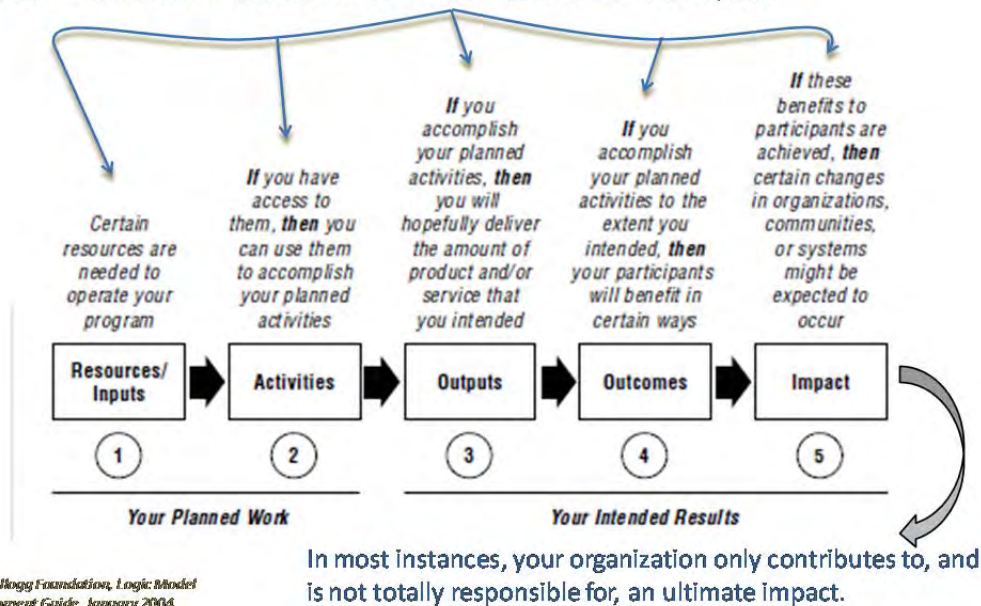 Certain
resources are
needed to
operate your
program
If you have
access to
them, then you
can use them
to accomplish
your planned
activities
If you
accomplish
your planned
activities, then
you will
hopefully deliver
the amount of
product and/or
service that
you intended
If you
accomplish
your planned
activities to the
extent you
intended, then
your participants
will benefit in
certain ways
If these
benefits to
participants are
achieved, then
certain changes
in organizations,
communities,
or systems
might be
expected to
occur
Resources/
Inputs
Activities
Outputs
Outcomes
Impact
1
2
3
4
5
Your Planned Work
Your Intended Results
In most instances, your organization only contributes to, and
is not totally responsible for, an ultimate impact.
Foundation, Logic Model
Guide, January 2004